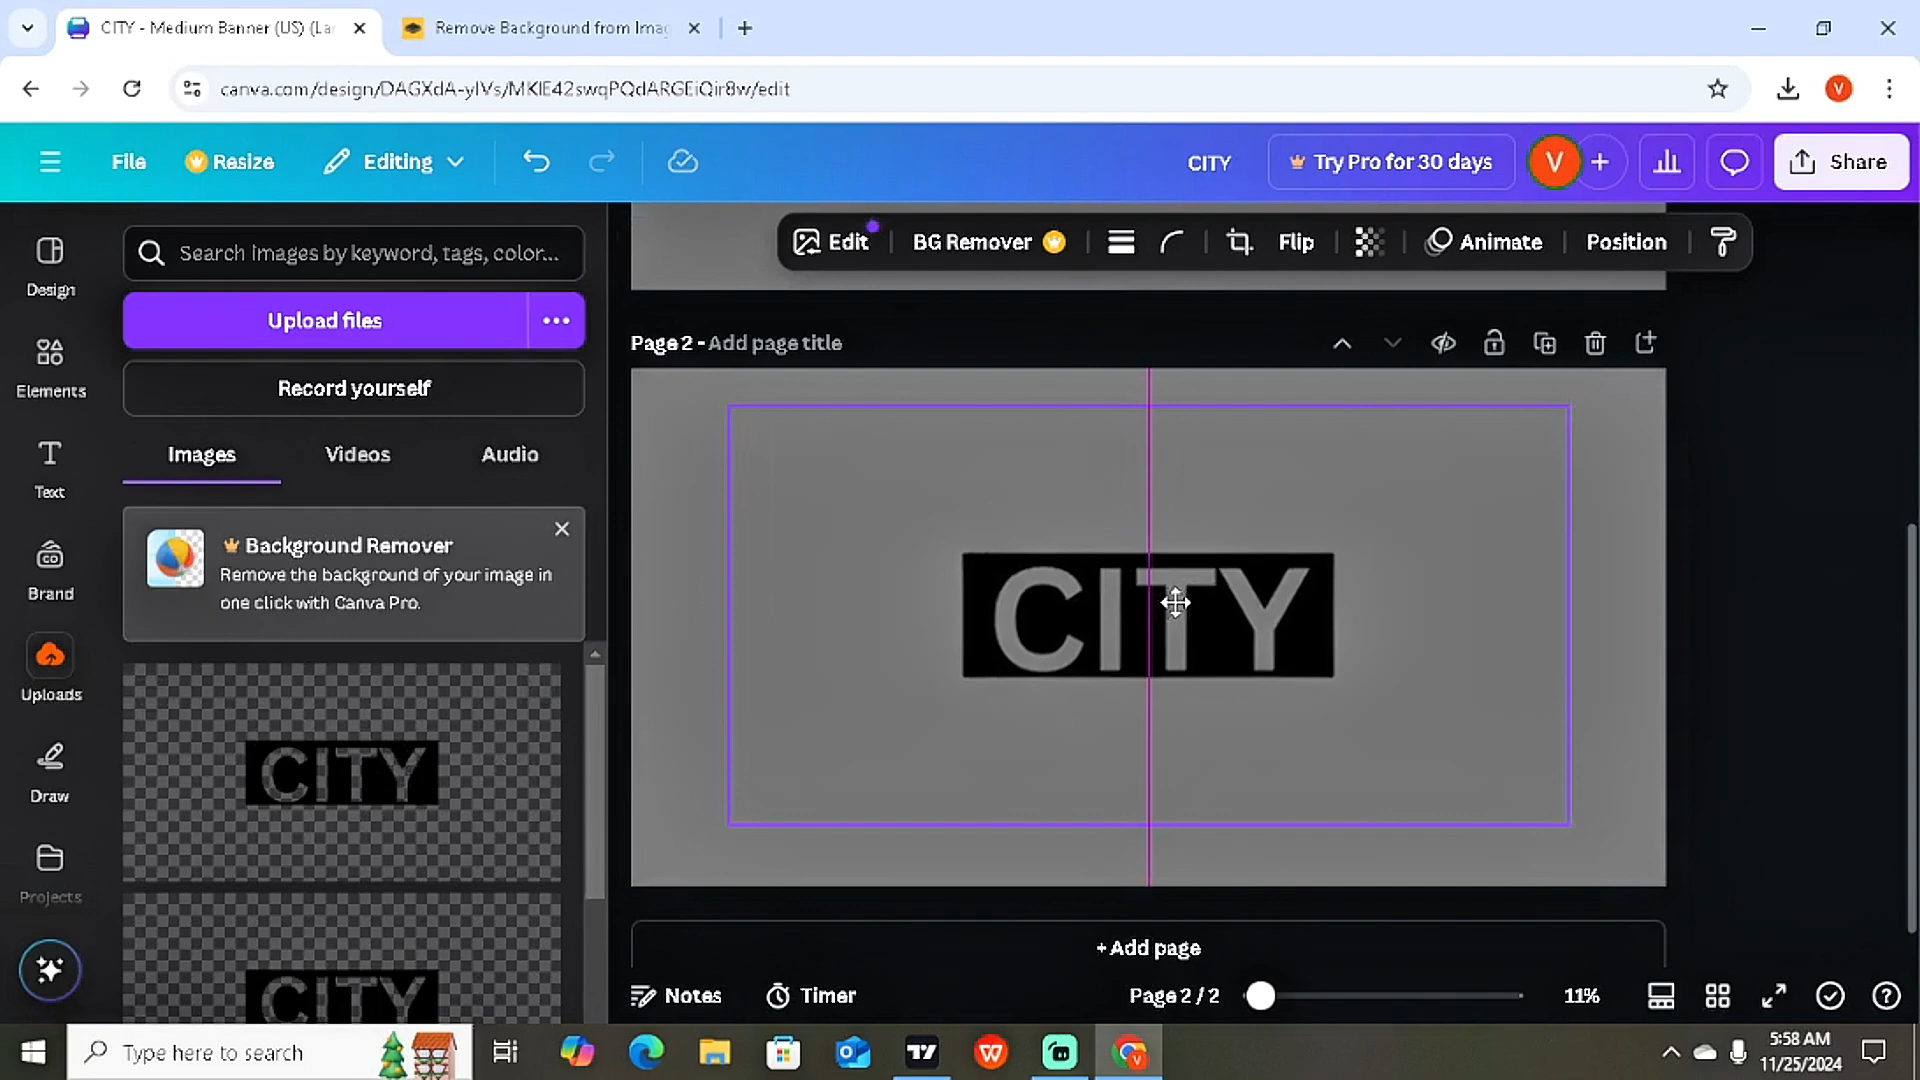 CITY - Medium Banner (US) (La
Remove Background from Imag
canva.com/design/DAGXdA-yIVs/MKlE42swqPQdARGEiQir8w/edit
V
File
Resize
Editing
CITY
Try Pro for 30 days
V
Share
Design
Elements
Text
Brand
CO
Uploads
Draw
Projects
Search images by keyword, tags, color...
Upload files
Record yourself
Images
Videos
Audio
Background Remover
Remove the background of your image in
one click with Canva Pro.
CITY
CITY
Edit
BG Remover
Flip
Animate
Position
Page 2 - Add page title
CITY
+ Add page
Notes
Timer
Page 2 / 2
11%
Type here to search
5:58 AM
11/25/2024